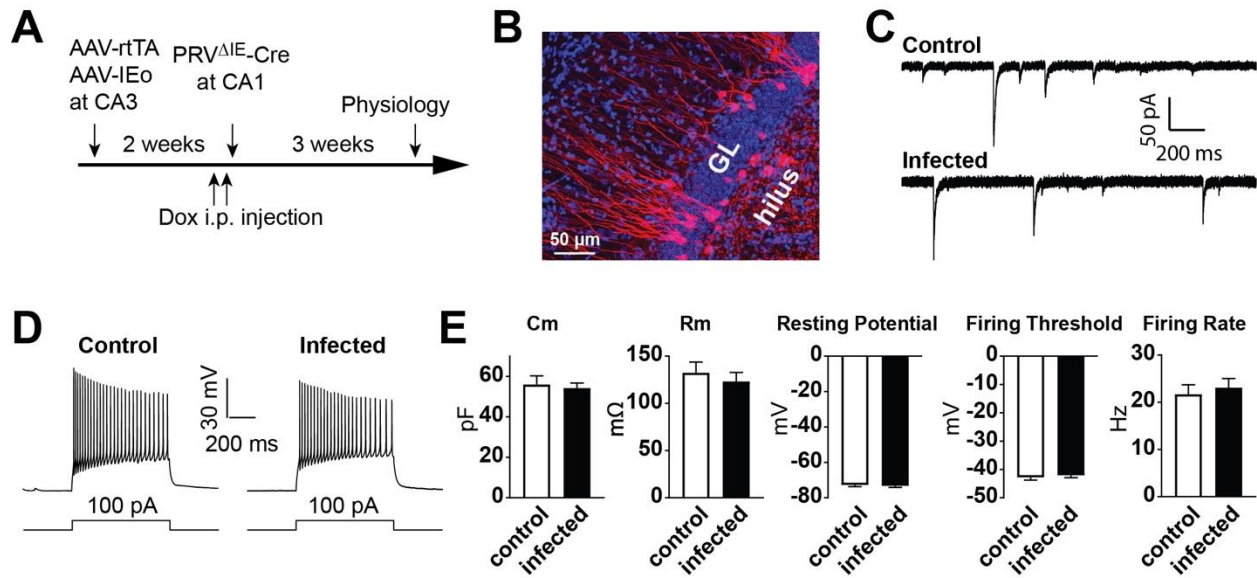 A
AAV-rtTA
AAV-IEo
at CA3
PRVΔIE-Cre
at CA1
Physiology
2 weeks
3 weeks
Dox i.p. injection
B
GL
hilus
50 µm
C
Control
50 pA
200 ms
Infected
D
Control
Infected
30 mV
200 ms
100 pA
100 pA
E
Cm
pF
60
40
20
0
control
infected
Rm
mΩ
150
100
50
0
control
infected
Resting Potential
mV
0
-20
-40
-60
-80
control
infected
Firing Threshold
mV
0
-10
-20
-30
-40
-50
control
infected
Firing Rate
Hz
30
20
10
0
control
infected